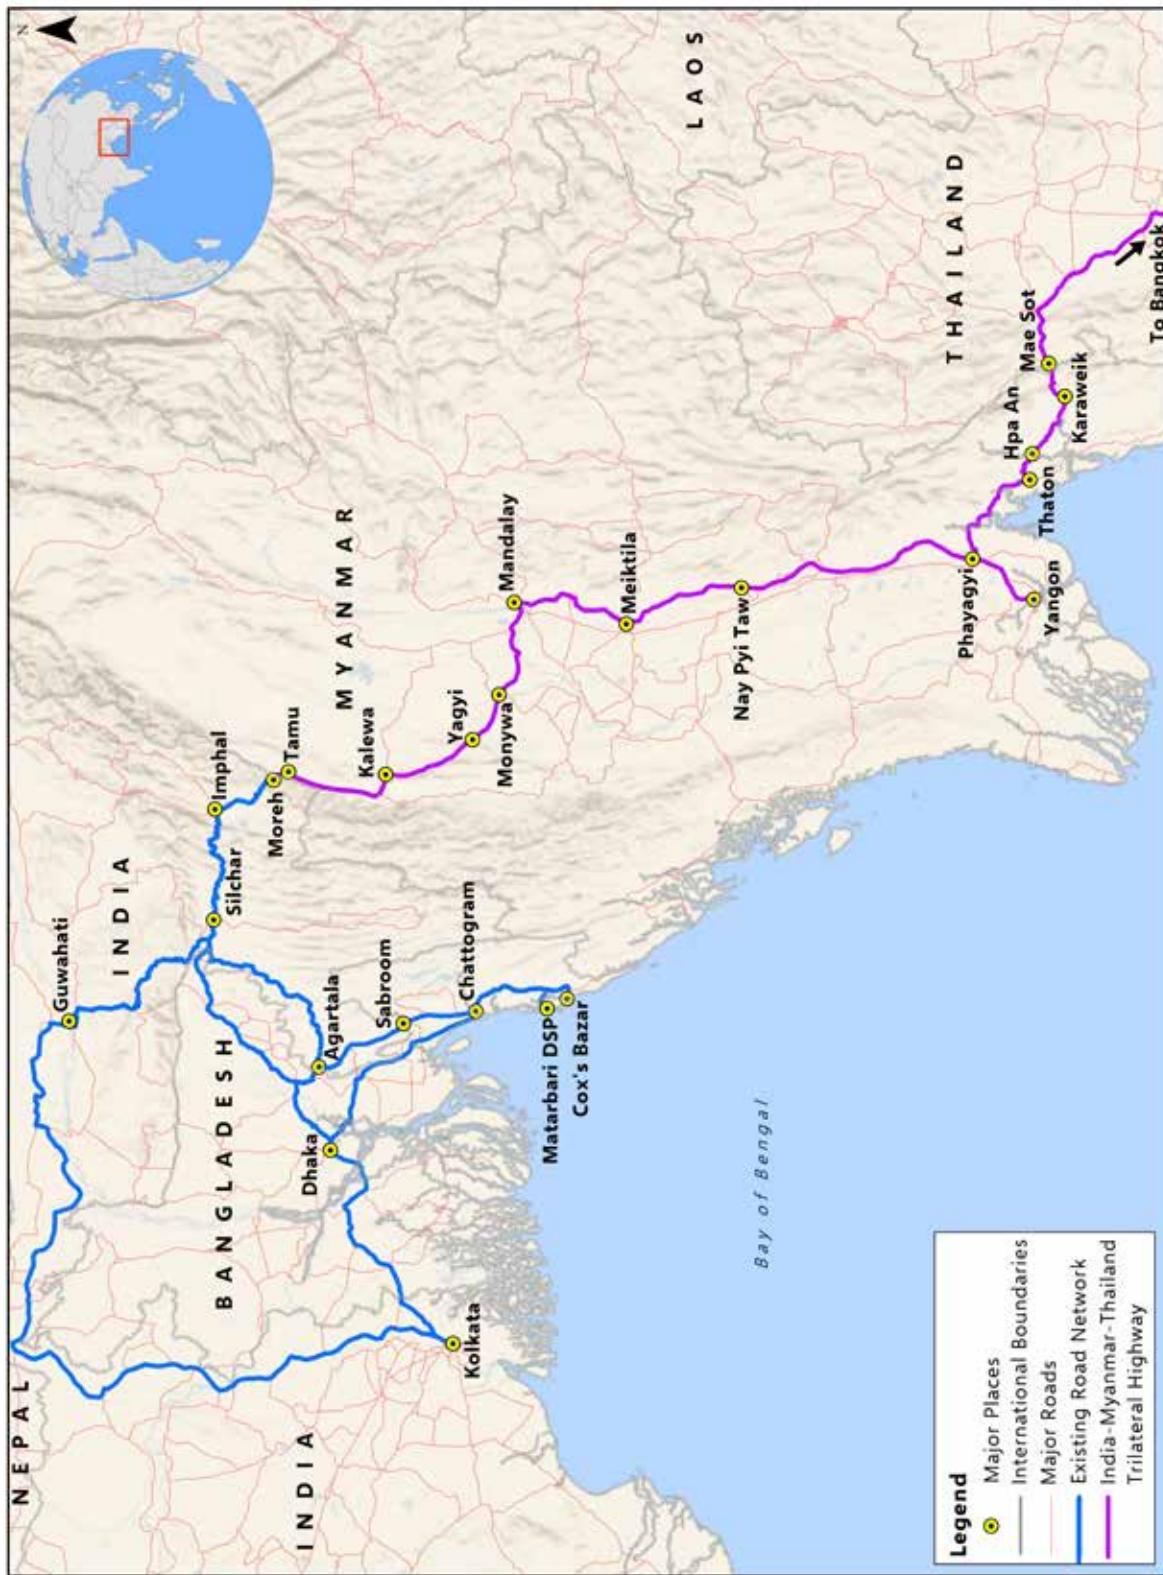 N
NEPAL
INDIA
LAOS
Guwahati
INDIA
Silchar
Imphal
BANGLADESH
Moreh
Tamu
MYANMAR
Dhaka
Agartala
Kalewa
Sabroom
Yagyi
Kolkata
Chattogram
Monywa
Mandalay
INDIA
Matarbari DSP
Cox's Bazar
Meiktila
Nay Pyi Taw
THAILAND
Bay of Bengal
Phayagyi
Hpa An
Mae Sot
Yangon
Thaton
Karaweik
To Bangkok
Legend
Major Places
International Boundaries
Major Roads
Existing Road Network
India-Myanmar-Thailand
Trilateral Highway